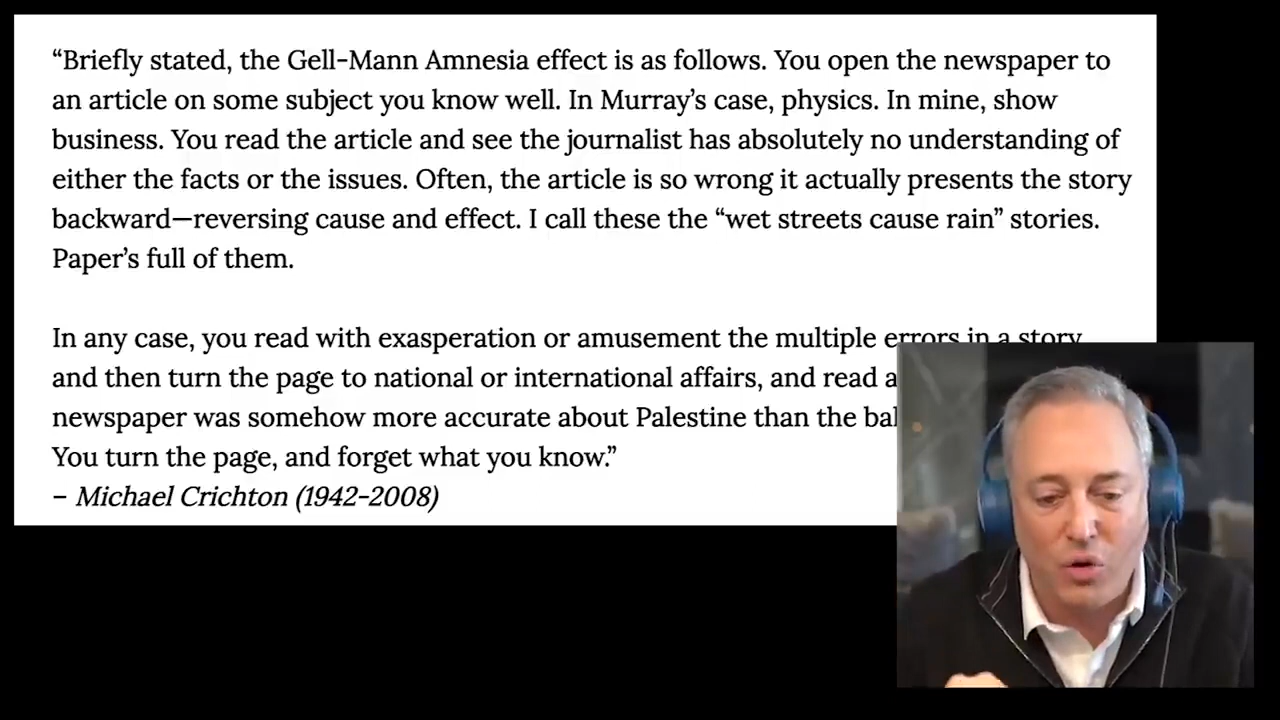 “Briefly stated, the Gell-Mann Amnesia effect is as follows. You open the newspaper to
an article on some subject you know well. In Murray’s case, physics. In mine, show
business. You read the article and see the journalist has absolutely no understanding of
either the facts or the issues. Often, the article is so wrong it actually presents the story
backward—reversing cause and effect. I call these the “wet streets cause rain” stories.
Paper’s full of them.
In any case, you read with exasperation or amusement the multiple errors in a story
and then turn the page to national or international affairs, and read
newspaper was somehow more accurate about Palestine than the
You turn the page, and forget what you know.”
– Michael Crichton (1942-2008)